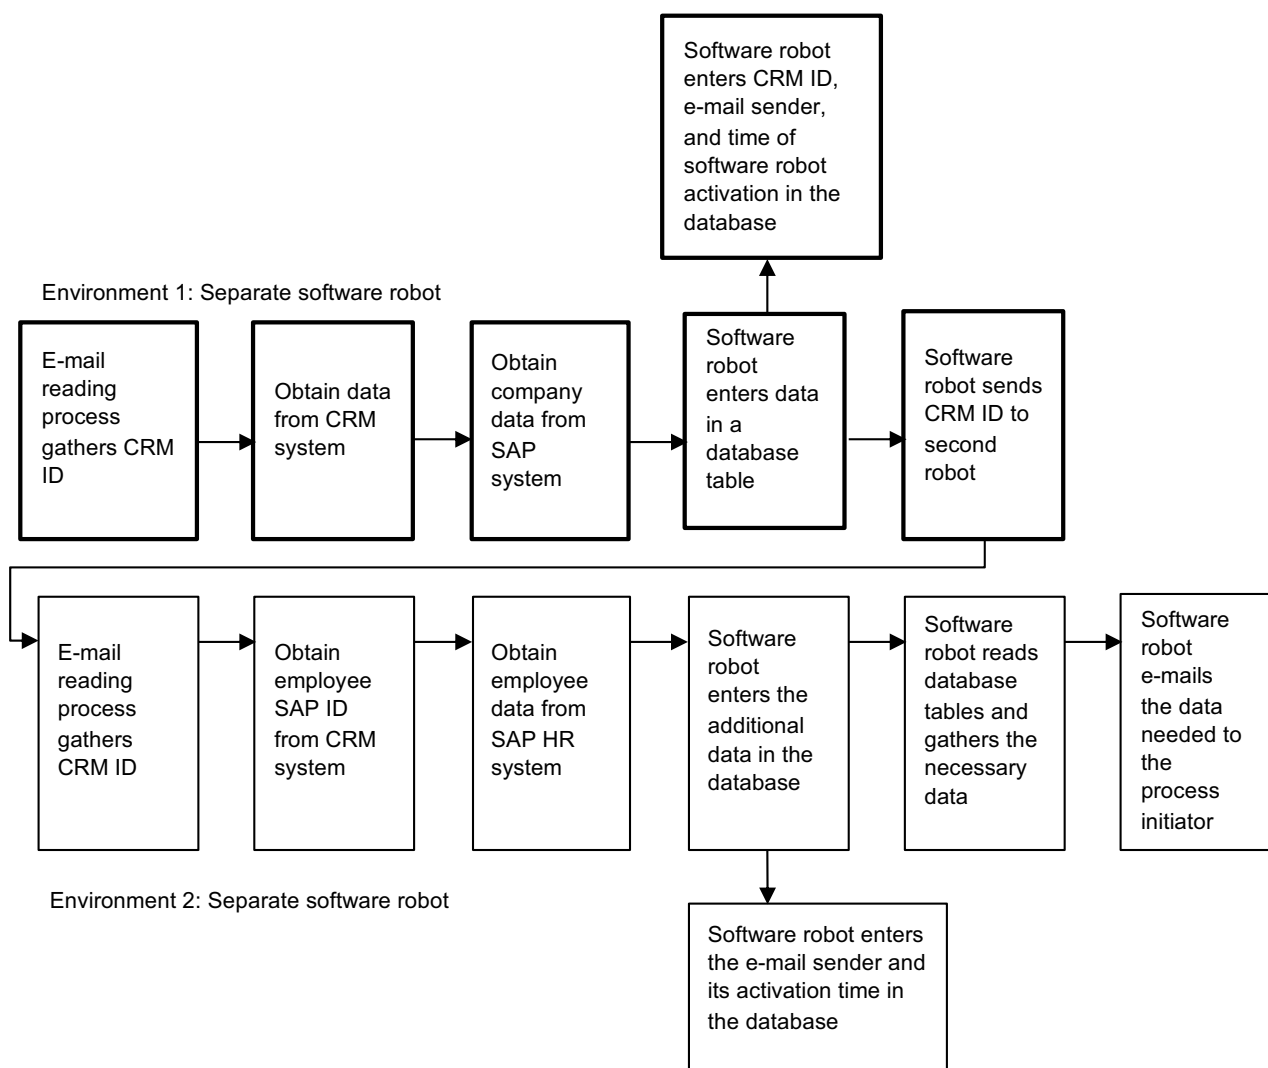 Software robot
enters CRM ID,
e-mail sender,
and time of
software robot
activation in the
database
Environment 1: Separate software robot
E-mail
reading
process
gathers CRM
ID
Obtain data
from CRM
system
Obtain
company
data from
SAP
system
Software
robot
enters data
in a
database
table
Software
robot sends
CRM ID to
second
robot
E-mail
reading
process
gathers
CRM ID
Obtain
employee
SAP ID
from CRM
system
Obtain
employee
data from
SAP HR
system
Software
robot
enters the
additional
data in the
database
Software
robot reads
database
tables and
gathers the
necessary
data
Software
robot
e-mails
the data
needed to
the
process
initiator
Environment 2: Separate software robot
Software robot enters
the e-mail sender and
its activation time in
the database